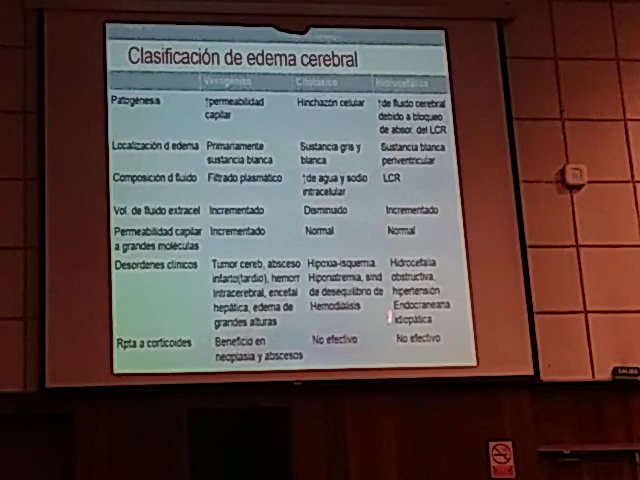 Clasificación de edema cerebral
Vasogénico Citotóxico Hidrocefálico
Patogénesis ↑permeabilidad Hinchazón celular ↑de fluido cerebral
capilar debido a bloqueo
de absor. del LCR
Localización d edema Primariamente Sustancia gris y Sustancia blanca
sustancia blanca blanca periventricular
Composición d fluido Filtrado plasmático ↑de agua y sodio LCR
intracelular
Vol. de fluido extracel Incrementado Disminuido Incrementado
Permeabilidad capilar Incrementado Normal Normal
a grandes moléculas
Desordenes clínicos Tumor cereb, absceso Hipoxia-isquemia Hidrocefalia
infarto(tardío), hemorr Hiponatremia, sind obstructiva,
intracerebral, encefal de desequilibrio de hipertensión
hepática, edema de Hemodiálisis Endocraneana
grandes alturas idiopática
Rpta a corticoides Beneficio en No efectivo No efectivo
neoplasia y abscesos
SALIDA